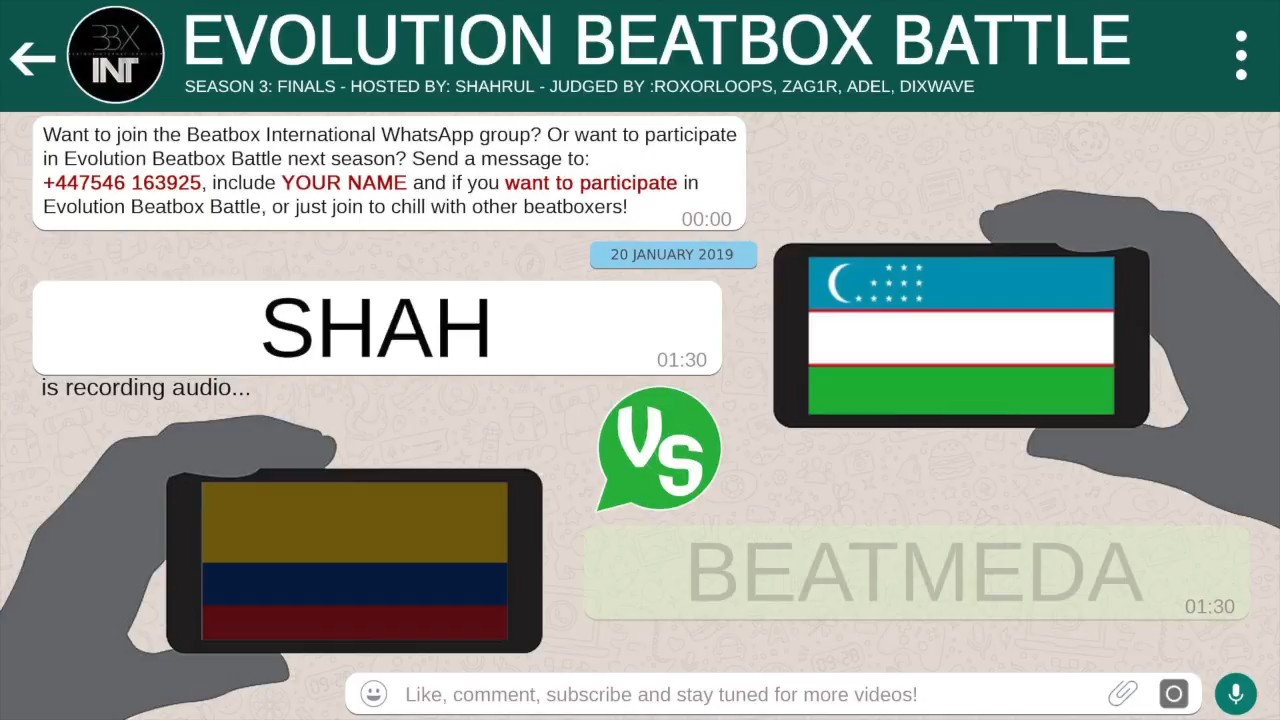 BBX
INT
EVOLUTION BEATBOX BATTLE
SEASON 3: FINALS - HOSTED BY: SHAHRUL - JUDGED BY :ROXORLOOPS, ZAG1R, ADEL, DIXWAVE
Want to join the Beatbox International WhatsApp group? Or want to participate
in Evolution Beatbox Battle next season? Send a message to:
+447546 163925, include YOUR NAME and if you want to participate in
Evolution Beatbox Battle, or just join to chill with other beatboxers!
00:00
20 JANUARY 2019
SHAH
01:30
is recording audio...
VS
BEATMEDA
01:30
Like, comment, subscribe and stay tuned for more videos!